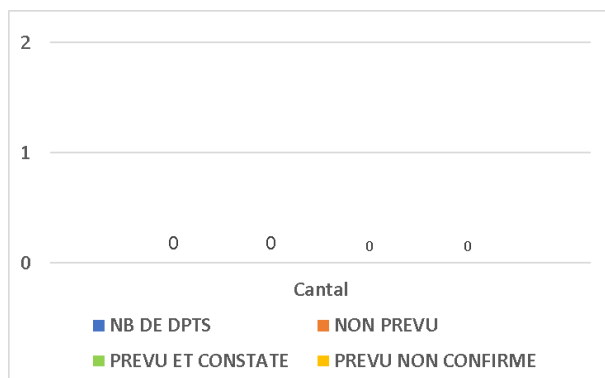 2
1
0
0 0 0 0
Cantal
NB DE DPTS NON PREVU
PREVU ET CONSTATE PREVU NON CONFIRME